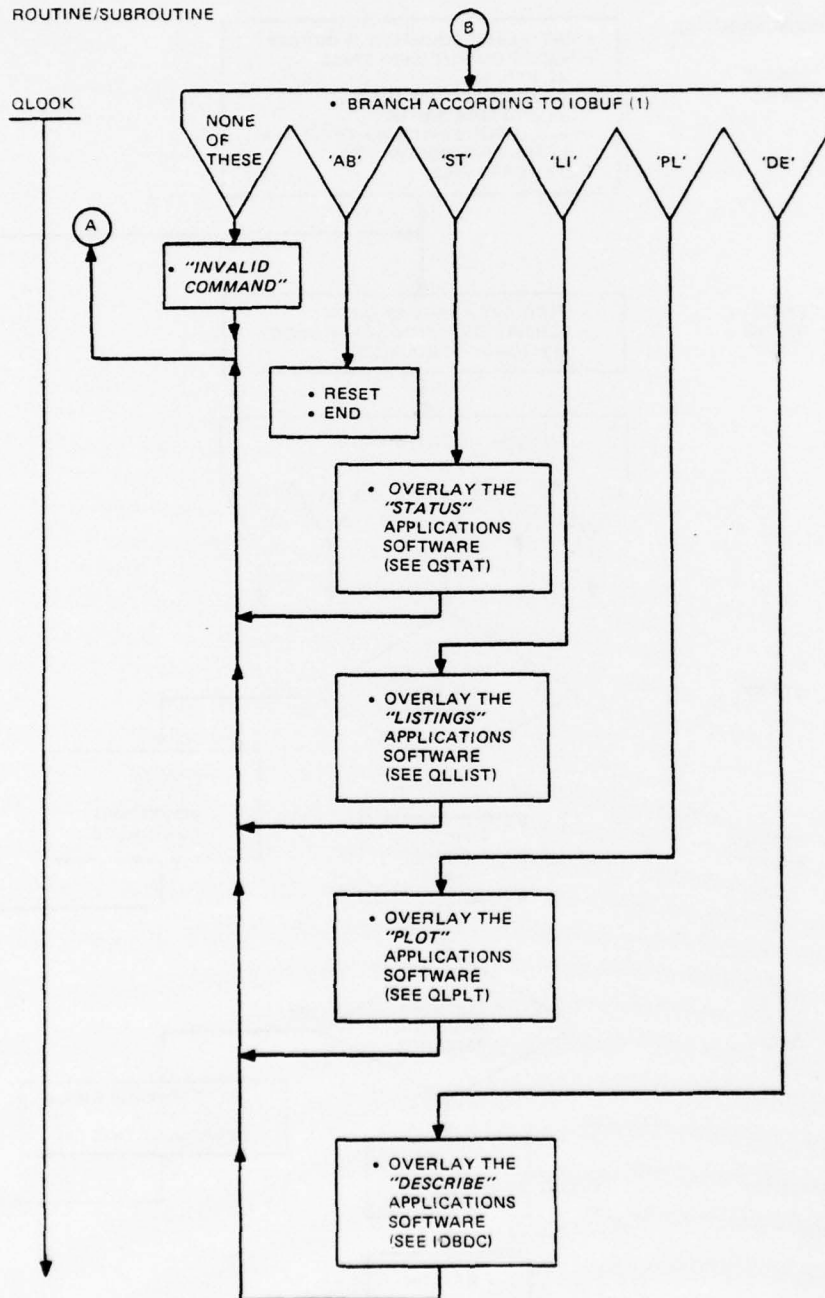 ROUTINE/SUBROUTINE
B
QLOOK
• BRANCH ACCORDING TO IOBUF (1)
NONE
OF
THESE
'AB'
'ST'
'LI'
'PL'
'DE'
A
• "INVALID
COMMAND"
• RESET
• END
• OVERLAY THE
"STATUS"
APPLICATIONS
SOFTWARE
(SEE QSTAT)
• OVERLAY THE
"LISTINGS"
APPLICATIONS
SOFTWARE
(SEE QLLIST)
• OVERLAY THE
"PLOT"
APPLICATIONS
SOFTWARE
(SEE QLPLT)
• OVERLAY THE
"DESCRIBE"
APPLICATIONS
SOFTWARE
(SEE IDBDC)